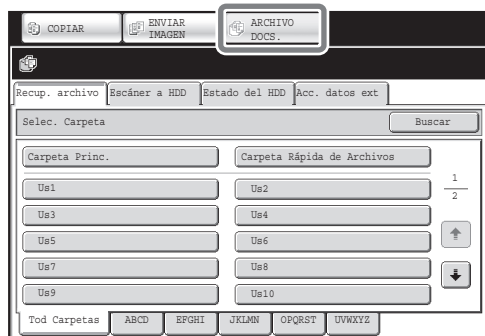 COPIAR
ENVIAR
IMAGEN
ARCHIVO
DOCS.
Recup. archivo Escáner a HDD Estado del HDD Acc. datos ext
Selec. Carpeta Buscar
Carpeta Princ. Carpeta Rápida de Archivos
1
2
Us1 Us2
Us3 Us4
Us5 Us6
Us7 Us8
Us9 Us10
Tod Carpetas ABCD EFGHI JKLMN OPQRST UVWXYZ